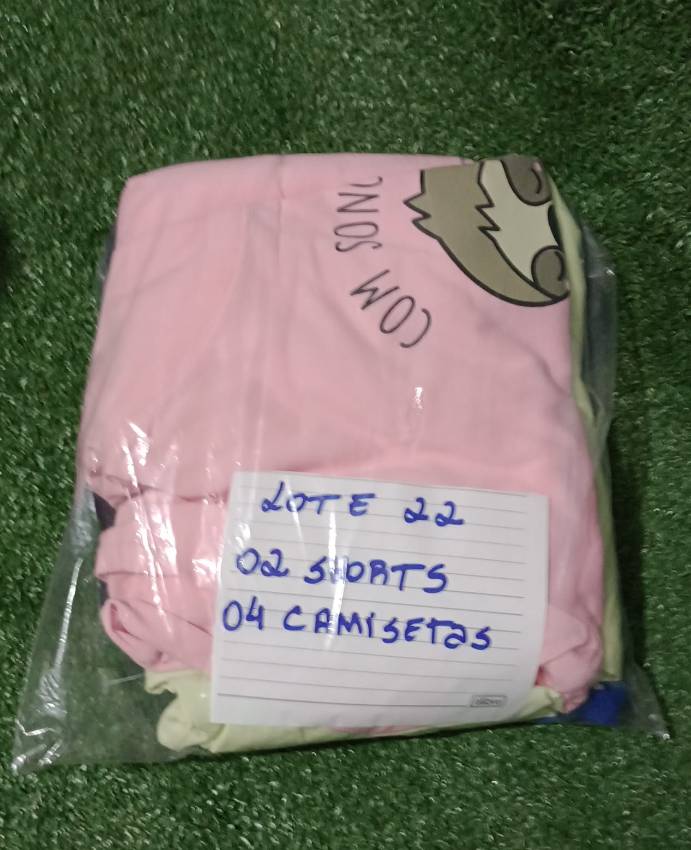 COM SONO
LOTE 22
02 SHORTS
04 CAMISETAS